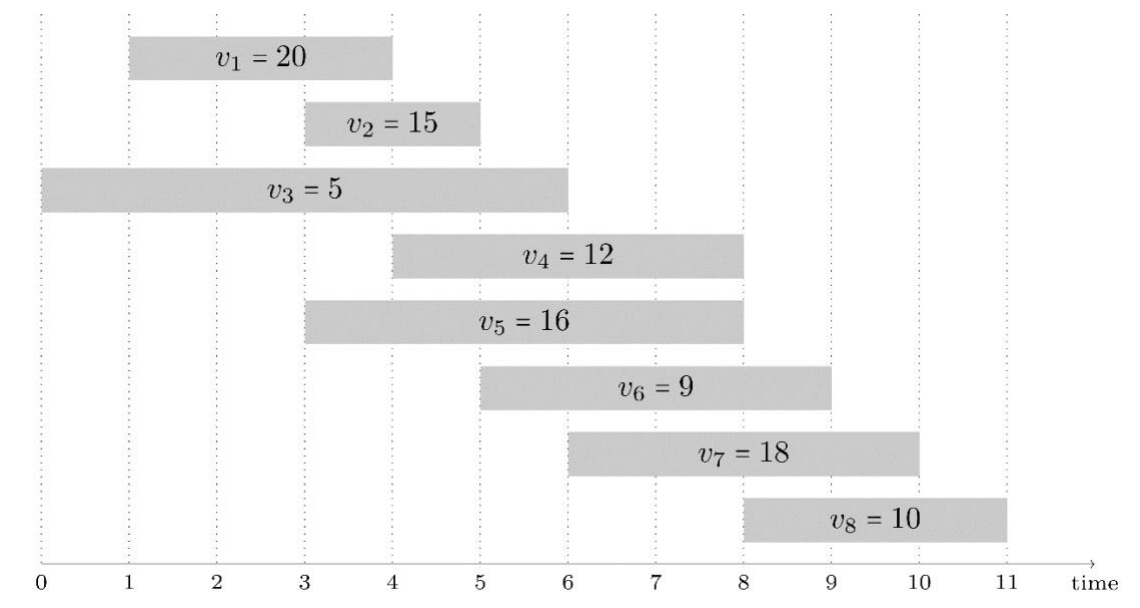 v₁ = 20
v₂ = 15
v₃ = 5
v₄ = 12
v₅ = 16
v₆ = 9
v₇ = 18
v₈ = 10
0 1 2 3 4 5 6 7 8 9 10 11 time